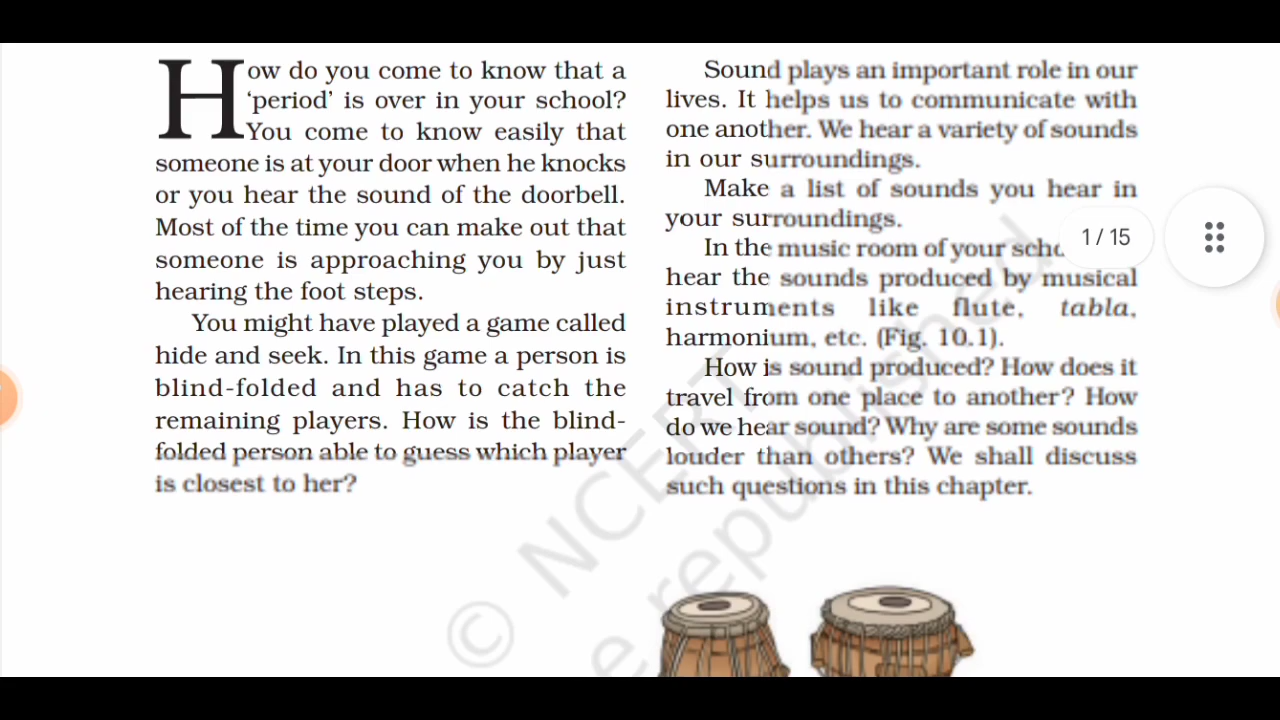 How do you come to know that a
‘period’ is over in your school?
You come to know easily that
someone is at your door when he knocks
or you hear the sound of the doorbell.
Most of the time you can make out that
someone is approaching you by just
hearing the foot steps.
You might have played a game called
hide and seek. In this game a person is
blind-folded and has to catch the
remaining players. How is the blind-
folded person able to guess which player
is closest to her?
Sound plays an important role in our
lives. It helps us to communicate with
one another. We hear a variety of sounds
in our surroundings.
Make a list of sounds you hear in
your surroundings.
In the music room of your
hear the sounds produced by musical
instruments like flute, tabla,
harmonium, etc. (Fig. 10.1).
How is sound produced? How does it
travel from one place to another? How
do we hear sound? Why are some sounds
louder than others? We shall discuss
such questions in this chapter.
1 / 15
© NCERT
republished